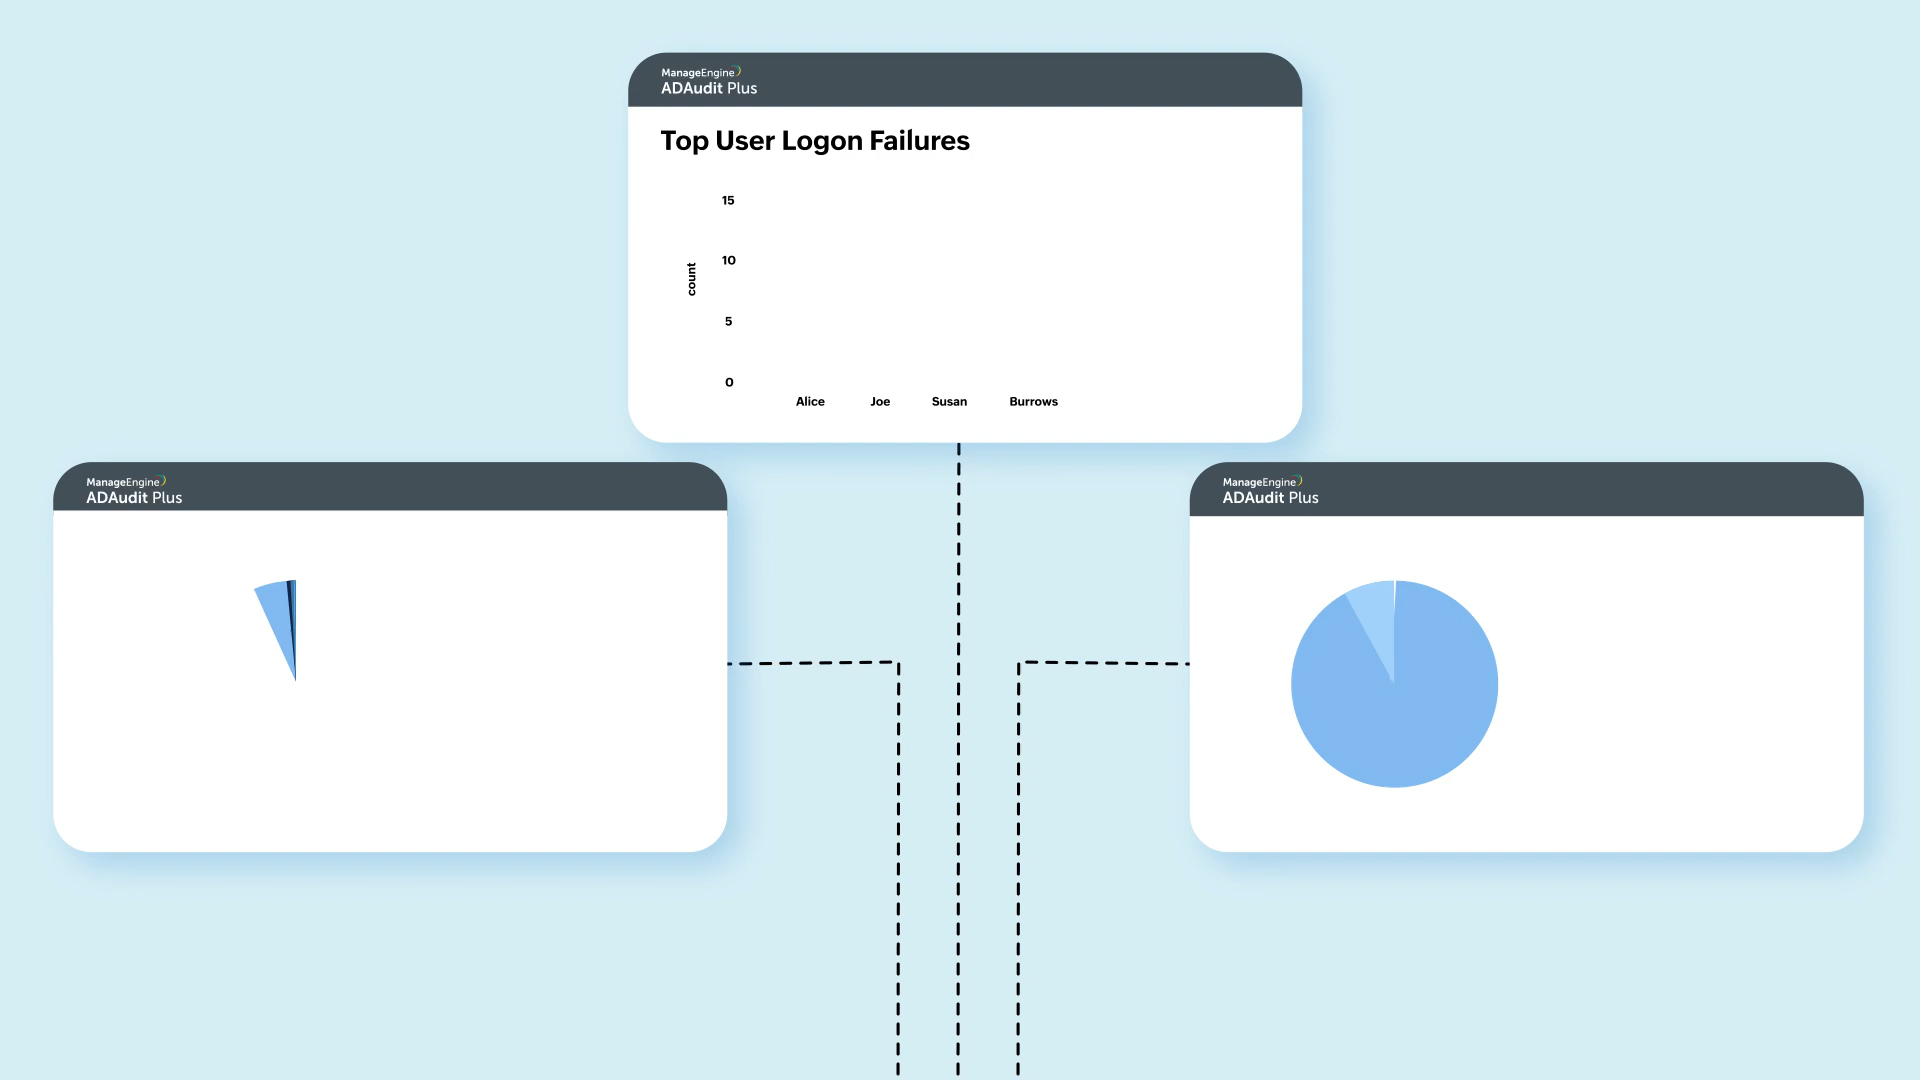 ManageEngine
ADAudit Plus
Top User Logon Failures
15
10
5
0
count
Alice Joe Susan Burrows
ManageEngine
ADAudit Plus
ManageEngine
ADAudit Plus